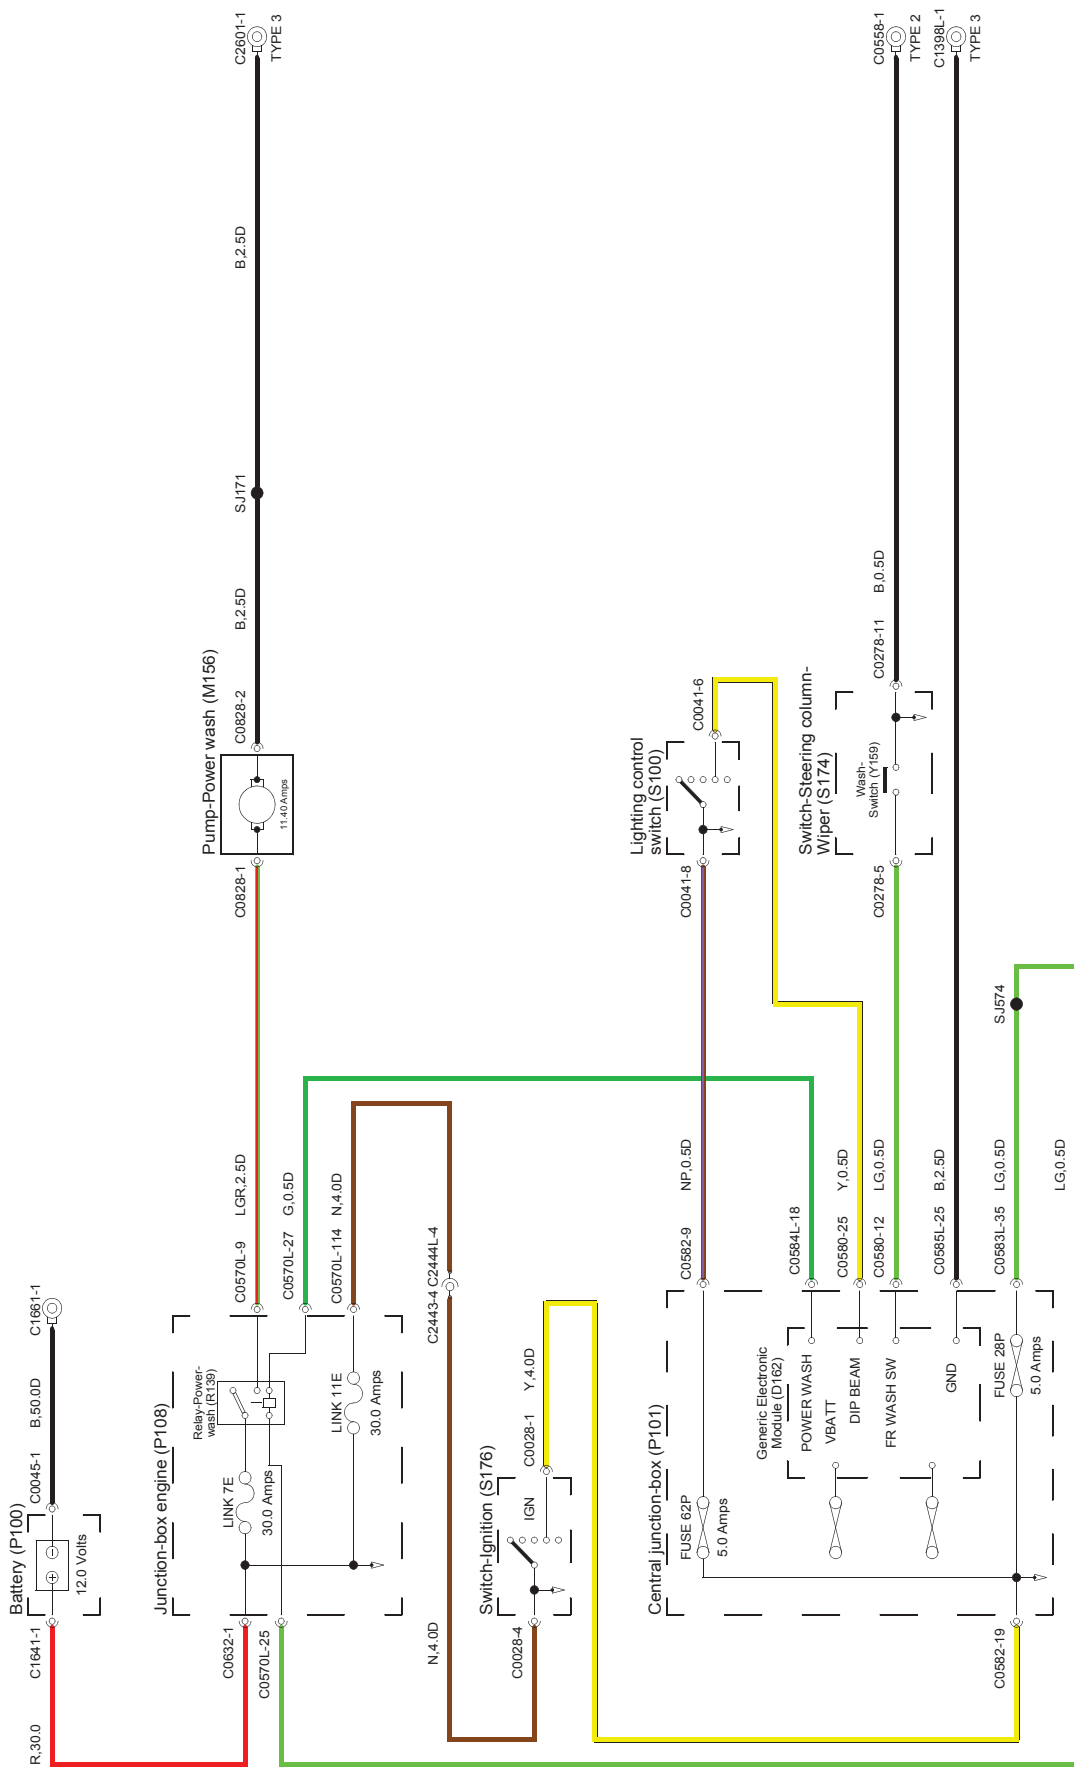 Battery (P100)
12.0 Volts
C1641-1
R,30.0
C0045-1
B,50.0D
C1661-1
Junction-box engine (P108)
Relay-Power-
wash (R139)
LINK 7E
30.0 Amps
LINK 11E
30.0 Amps
C0632-1
C0570L-25
C0570L-9
LGR,2.5D
C0570L-27
G,0.5D
C0570L-114
N,4.0D
Pump-Power wash (M156)
11.40 Amps
C0828-1
C0828-2
B,2.5D
SJ171
B,2.5D
C2601-1
TYPE 3
C2443-4
C2444L-4
N,4.0D
Switch-Ignition (S176)
IGN
C0028-4
C0028-1
Y,4.0D
Lighting control
switch (S100)
C0041-8
C0041-6
Central junction-box (P101)
FUSE 62P
5.0 Amps
Generic Electronic
Module (D162)
POWER WASH
VBATT
DIP BEAM
FR WASH SW
GND
FUSE 28P
5.0 Amps
C0582-19
C0582-9
NP,0.5D
C0584L-18
C0580-25
Y,0.5D
C0580-12
LG,0.5D
C0585L-25
B,2.5D
C0583L-35
LG,0.5D
SJ574
LG,0.5D
Switch-Steering column-
Wiper (S174)
Wash-
Switch (Y159)
C0278-5
C0278-11
B,0.5D
C0558-1
TYPE 2
C1398L-1
TYPE 3